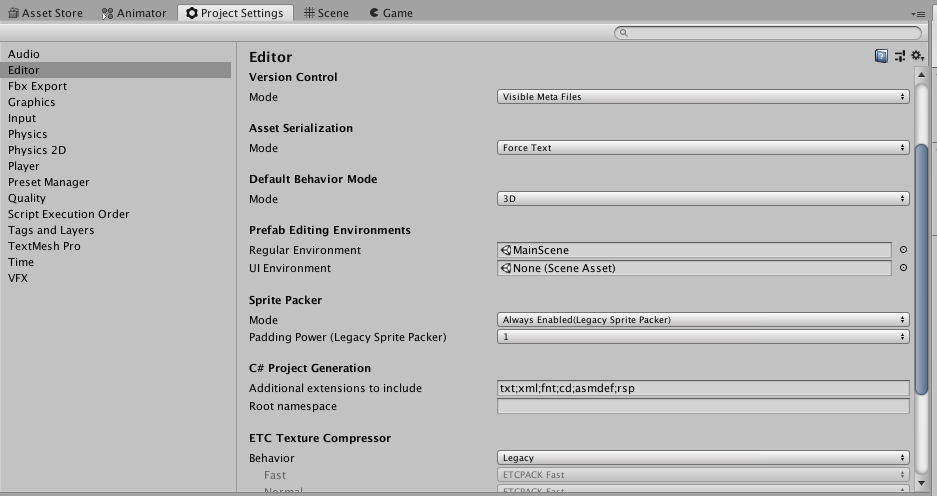 Asset Store Animator Project Settings Scene Game
Audio
Editor
Fbx Export
Graphics
Input
Physics
Physics 2D
Player
Preset Manager
Quality
Script Execution Order
Tags and Layers
TextMesh Pro
Time
VFX
Editor
Version Control
Mode Visible Meta Files
Asset Serialization
Mode Force Text
Default Behavior Mode
Mode 3D
Prefab Editing Environments
Regular Environment MainScene
UI Environment None (Scene Asset)
Sprite Packer
Mode Always Enabled(Legacy Sprite Packer)
Padding Power (Legacy Sprite Packer) 1
C# Project Generation
Additional extensions to include txt;xml;fnt;cd;asmdef;rsp
Root namespace
ETC Texture Compressor
Behavior Legacy
Fast ETCPACK Fast
Normal ETCPACK Fast